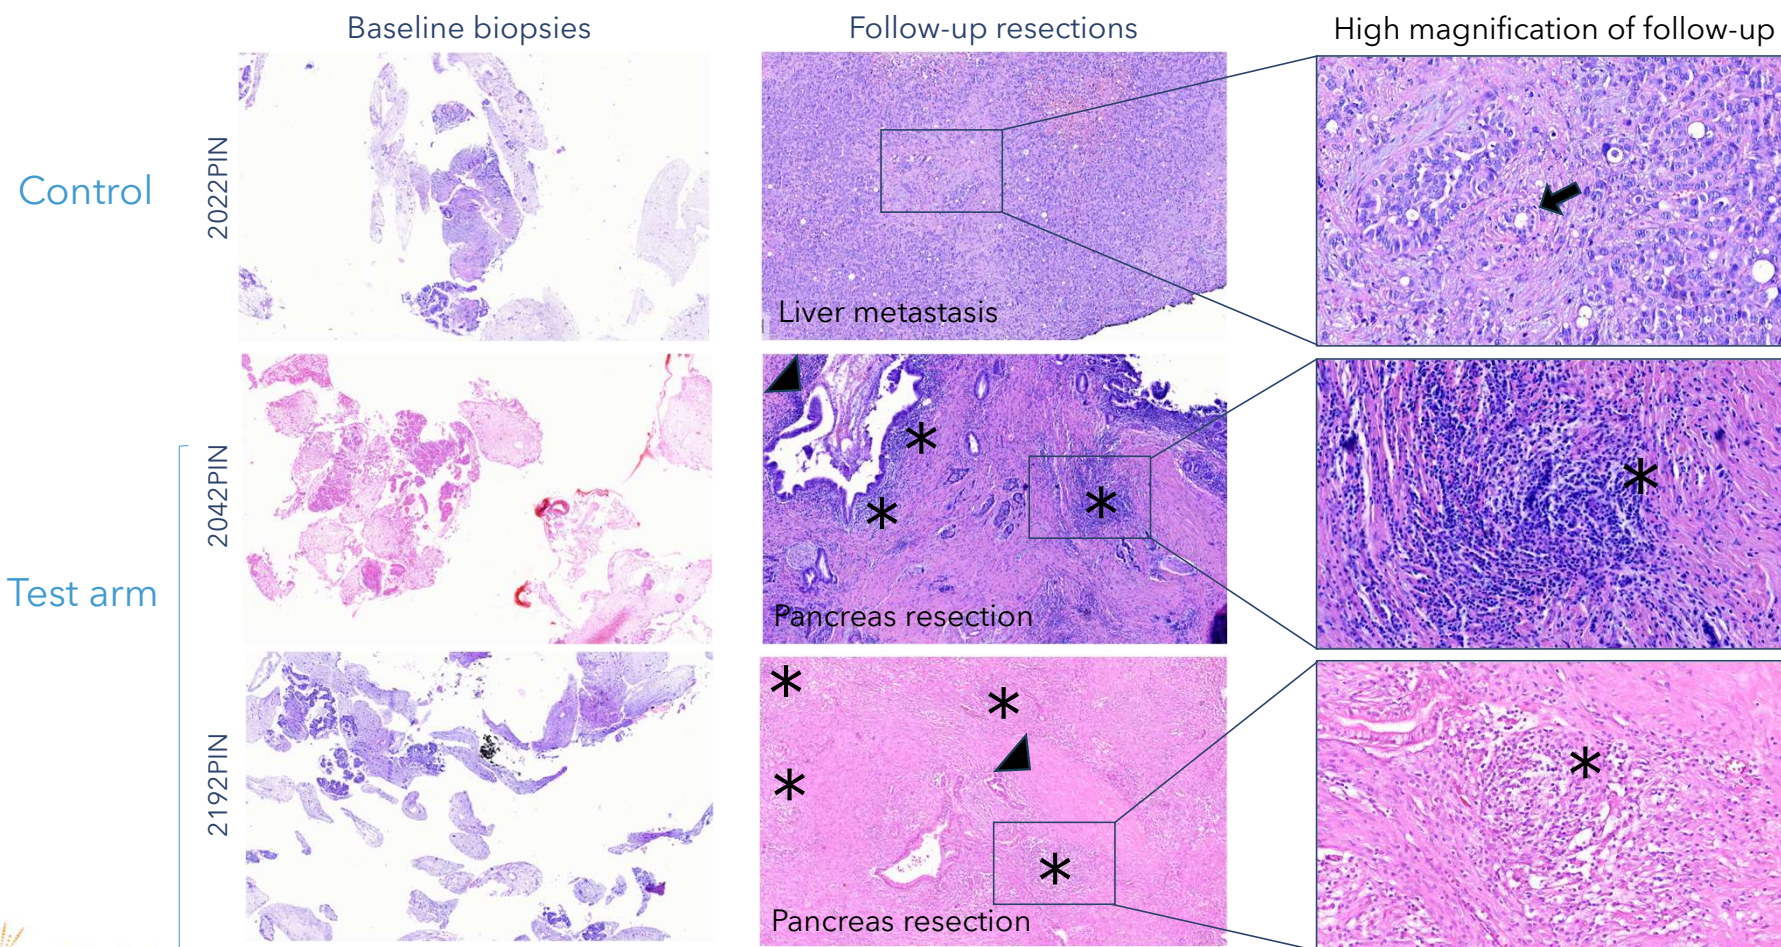 Baseline biopsies
Follow-up resections
High magnification of follow-up
Control
2022PIN
Liver metastasis
Test arm
2042PIN
Pancreas resection
2192PIN
Pancreas resection